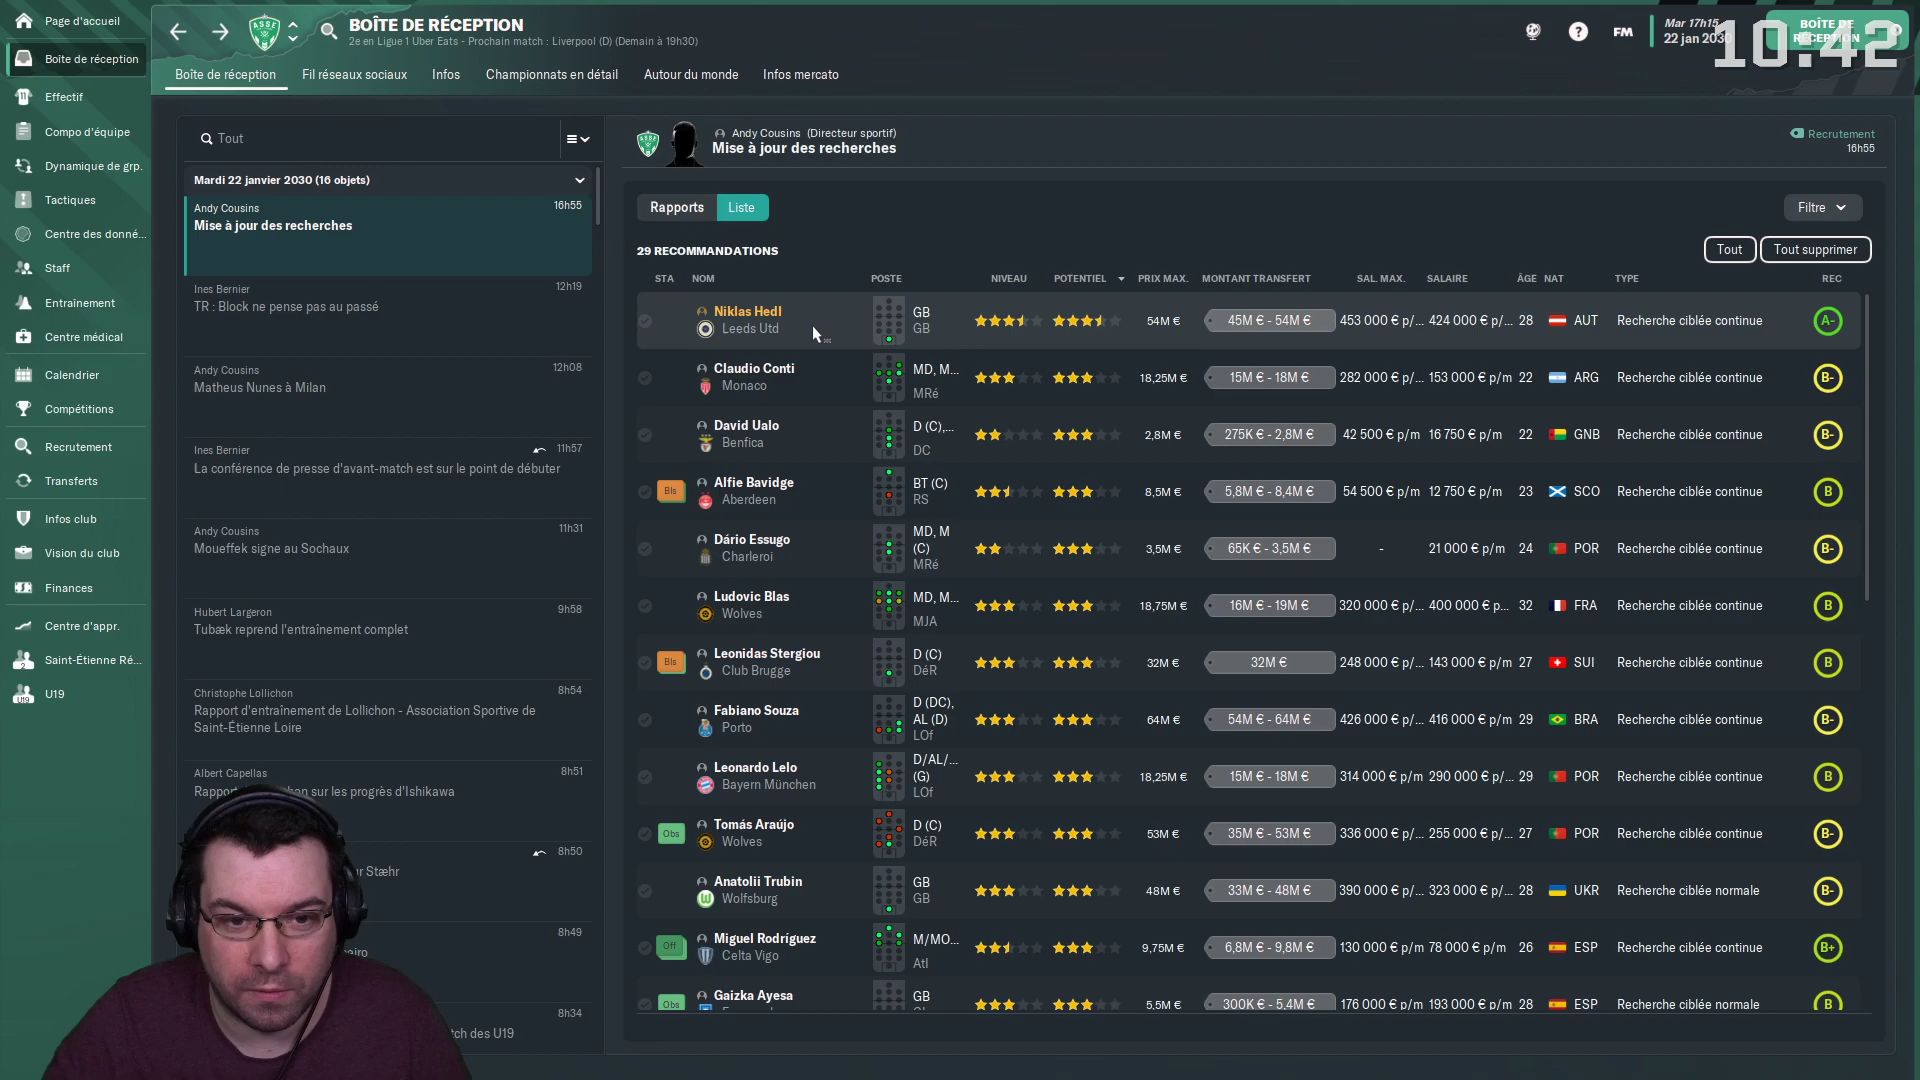 Page d'accueil
Boîte de réception
Effectif
Compo d'équipe
Dynamique de grp.
Tactiques
Centre des donné...
Staff
Entraînement
Centre médical
Calendrier
Compétitions
Recrutement
Transferts
Infos club
Vision du club
Finances
Centre d'appr.
Saint-Étienne Ré...
U19
BOÎTE DE RÉCEPTION
2e en Ligue 1 Uber Eats - Prochain match : Liverpool (D) (Demain à 19h30)
FM
Mar 17h15
22 jan 2030
BOÎTE DE RÉCEPTION
10:42
Boîte de réception
Fil réseaux sociaux
Infos
Championnats en détail
Autour du monde
Infos mercato
Tout
Mardi 22 janvier 2030 (16 objets)
Andy Cousins 16h55
Mise à jour des recherches
Ines Bernier 12h19
TR : Block ne pense pas au passé
Andy Cousins 12h08
Matheus Nunes à Milan
Ines Bernier 11h57
La conférence de presse d'avant-match est sur le point de débuter
Andy Cousins 11h31
Moueffek signe au Sochaux
Hubert Largeron 9h58
Tubæk reprend l'entraînement complet
Christophe Lollichon 8h54
Rapport d'entraînement de Lollichon - Association Sportive de
Saint-Étienne Loire
Albert Capellas 8h51
sur les progrès d'Ishikawa
8h50
Stæhr
8h49
8h34
des U19
Andy Cousins (Directeur sportif)
Mise à jour des recherches
Recrutement
16h55
Rapports Liste
Filtre
29 RECOMMANDATIONS
Tout Tout supprimer
STA NOM POSTE NIVEAU POTENTIEL PRIX MAX. MONTANT TRANSFERT SAL. MAX. SALAIRE ÂGE NAT TYPE REC
Niklas Hedl GB 54M € 45M € - 54M € 453 000 € p/... 424 000 € p/... 28 AUT Recherche ciblée continue A-
Leeds Utd GB
Claudio Conti MD, M... 18,25M € 15M € - 18M € 282 000 € p/... 153 000 € p/m 22 ARG Recherche ciblée continue B-
Monaco MRé
David Ualo D (C),... 2,8M € 275K € - 2,8M € 42 500 € p/m 16 750 € p/m 22 GNB Recherche ciblée continue B-
Benfica DC
Bls Alfie Bavidge BT (C) 8,5M € 5,8M € - 8,4M € 54 500 € p/m 12 750 € p/m 23 SCO Recherche ciblée continue B
Aberdeen RS
Dário Essugo MD, M (C) 3,5M € 65K € - 3,5M € - 21 000 € p/m 24 POR Recherche ciblée continue B-
Charleroi MRé
Ludovic Blas MD, M... 18,75M € 16M € - 19M € 320 000 € p/... 400 000 € p... 32 FRA Recherche ciblée continue B
Wolves MJA
Bls Leonidas Stergiou D (C) 32M € 32M € 248 000 € p/... 143 000 € p/m 27 SUI Recherche ciblée continue B
Club Brugge DéR
Fabiano Souza D (DC), AL (D) 64M € 54M € - 64M € 426 000 € p/... 416 000 € p/m 29 BRA Recherche ciblée continue B-
Porto LOf
Leonardo Lelo D/AL/... (G) 18,25M € 15M € - 18M € 314 000 € p/m 290 000 € p/... 29 POR Recherche ciblée continue B
Bayern München LOf
Obs Tomás Araújo D (C) 53M € 35M € - 53M € 336 000 € p/... 255 000 € p/... 27 POR Recherche ciblée continue B-
Wolves DéR
Anatolii Trubin GB 48M € 33M € - 48M € 390 000 € p/... 323 000 € p/... 28 UKR Recherche ciblée normale B-
Wolfsburg GB
Off Miguel Rodríguez M/MO... 9,75M € 6,8M € - 9,8M € 130 000 € p/m 78 000 € p/m 26 ESP Recherche ciblée continue B+
Celta Vigo Atl
Obs Gaizka Ayesa GB 5,5M € 300K € - 5,4M € 176 000 € p/m 193 000 € p/m 28 ESP Recherche ciblée normale B